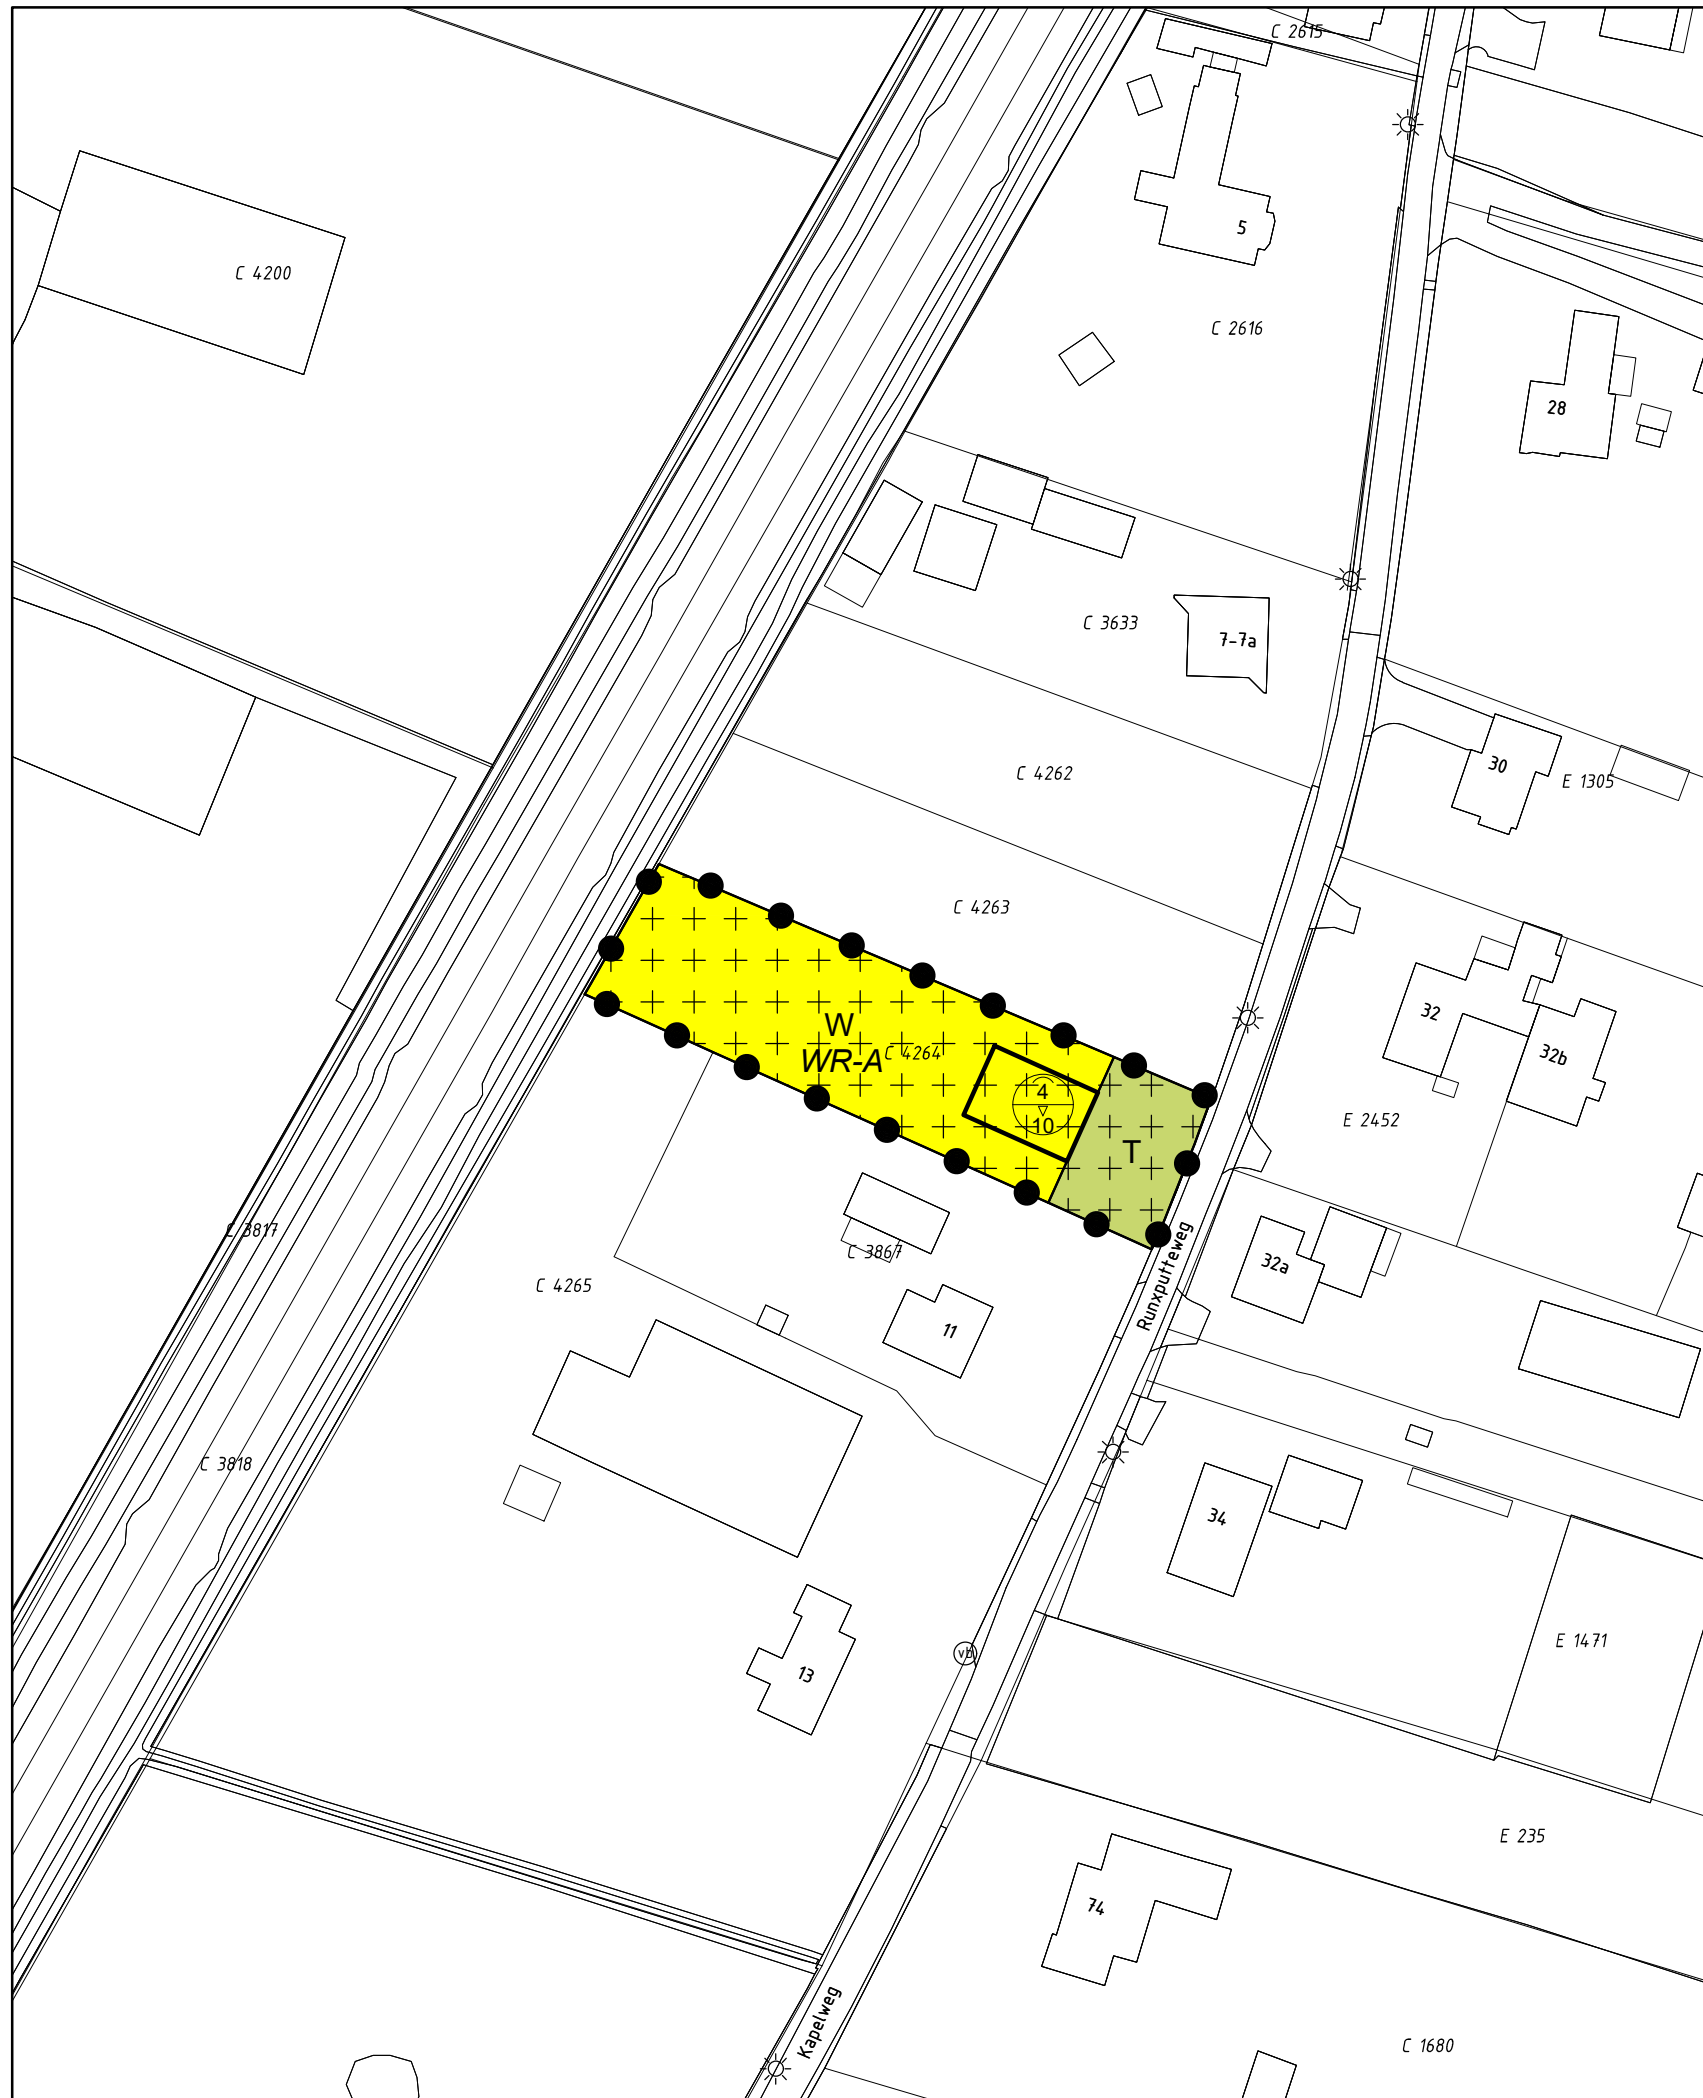 C 2615
5
C 4200
C 2616
28
C 3633
7-7a
C 4262
30
E 1305
C 4263
32
W
WR-A
C 4264
32b
4
10
T
E 2452
C 3817
C 3867
32a
C 4265
Runxputteweg
11
C 3818
34
vb
E 1471
13
E 235
74
Kapelweg
C 1680